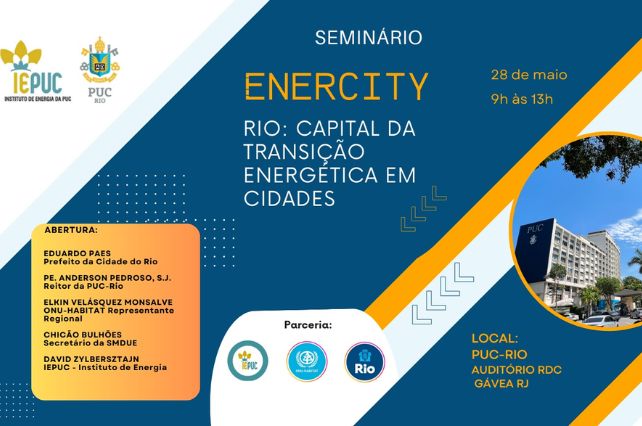 SEMINÁRIO
ENERCITY
RIO: CAPITAL DA
TRANSIÇÃO
ENERGÉTICA EM
CIDADES
28 de maio
9h às 13h
IEPUC
INSTITUTO DE ENERGIA DA PUC
PUC
RIO
ABERTURA:
EDUARDO PAES
Prefeito da Cidade do Rio
PE. ANDERSON PEDROSO, S.J.
Reitor da PUC-Rio
ELKIN VELÁSQUEZ MONSALVE
ONU-HABITAT Representante
Regional
CHICÃO BULHÕES
Secretário da SMDUE
DAVID ZYLBERSZTAJN
IEPUC - Instituto de Energia
Parceria:
IEPUC
ONU-HABITAT
Rio
PUC
LOCAL:
PUC-RIO
AUDITÓRIO RDC
GÁVEA RJ